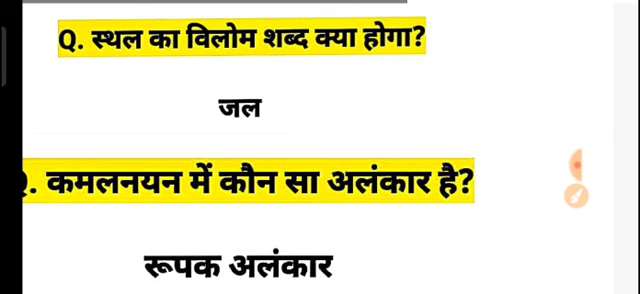 Q. स्थल का विलोम शब्द क्या होगा?
जल
. कमलनयन में कौन सा अलंकार है?
रूपक अलंकार